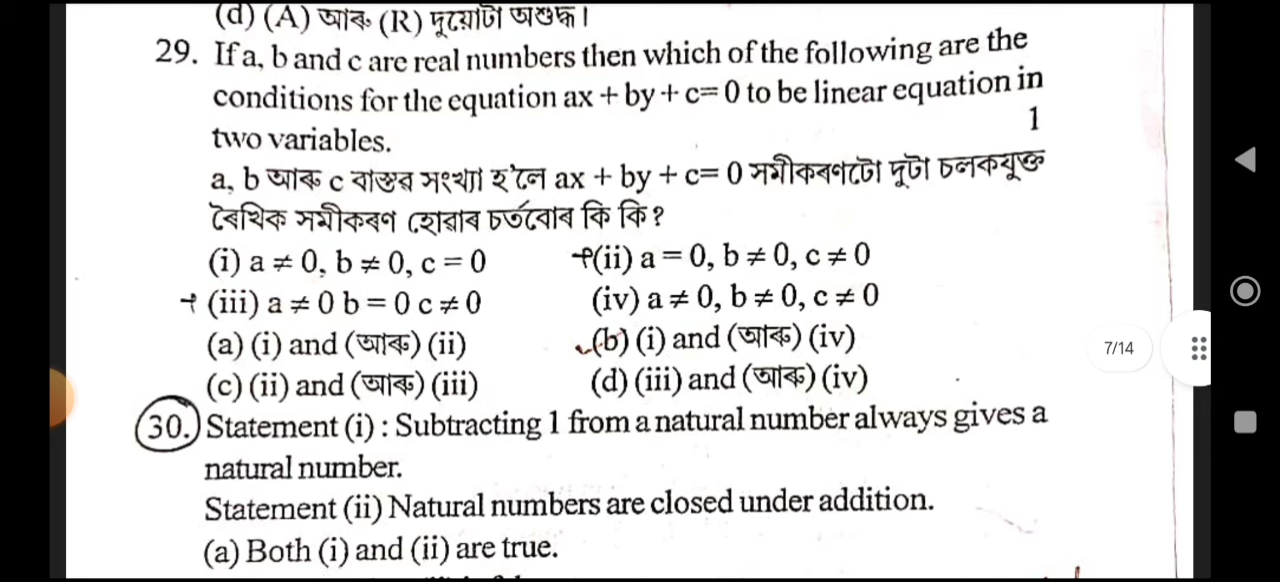 (d) (A) আৰু (R) দুয়োটা অশুদ্ধ।
29. If a, b and c are real numbers then which of the following are the
conditions for the equation ax + by + c= 0 to be linear equation in
two variables. 1
a, b আৰু c বাস্তৱ সংখ্যা হ'লে ax + by + c= 0 সমীকৰণটো দুটা চলকযুক্ত
ৰৈখিক সমীকৰণ হোৱাৰ চৰ্তবোৰ কি কি?
(i) a ≠ 0, b ≠ 0, c = 0 (ii) a = 0, b ≠ 0, c ≠ 0
(iii) a ≠ 0 b = 0 c ≠ 0 (iv) a ≠ 0, b ≠ 0, c ≠ 0
(a) (i) and (আৰু) (ii) (b) (i) and (আৰু) (iv)
(c) (ii) and (আৰু) (iii) (d) (iii) and (আৰু) (iv)
7/14
30. Statement (i) : Subtracting 1 from a natural number always gives a
natural number.
Statement (ii) Natural numbers are closed under addition.
(a) Both (i) and (ii) are true.